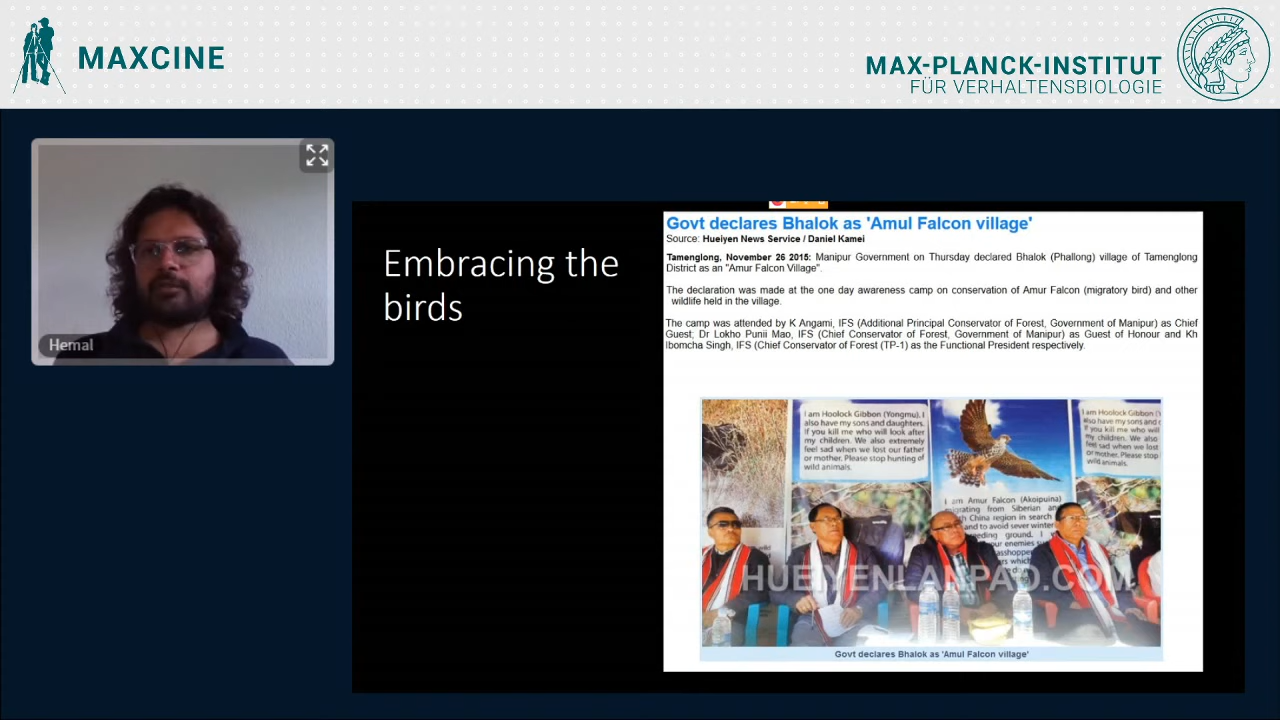 MAXCINE
MAX-PLANCK-INSTITUT
FÜR VERHALTENSBIOLOGIE
Hemal
Embracing the
birds
Govt declares Bhalok as 'Amul Falcon village'
Source: Hueiyen News Service / Daniel Kamei
Tamenglong, November 26 2015: Manipur Government on Thursday declared Bhalok (Phallong) village of Tamenglong
District as an "Amur Falcon Village".
The declaration was made at the one day awareness camp on conservation of Amur Falcon (migratory bird) and other
wildlife held in the village.
The camp was attended by K Angami, IFS (Additional Principal Conservator of Forest, Government of Manipur) as Chief
Guest; Dr Lokho Punii Mao, IFS (Chief Conservator of Forest, Government of Manipur) as Guest of Honour and Kh
Ibomcha Singh, IFS (Chief Conservator of Forest (TP-1) as the Functional President respectively.
I am Hoolock Gibbon (Yongmu). I
also have my sons and daughters.
If you kill me who will look after
my children. We also extremely
feel sad when we lost our father
or mother. Please stop hunting of
wild animals.
I am Hoolock Gibbon (Y
also have my sons and
If you kill me who will
my children. We also
feel sad when we lost
or mother. Please stop
wild animals.
I am Amur Falcon (Akoipuina)
migrating from Siberian an
China region in search
and to avoid sever winter
eeding ground. I
our enemies su
asshopper
rs which
HUEIYENLANPAO.COM
Govt declares Bhalok as 'Amul Falcon village'